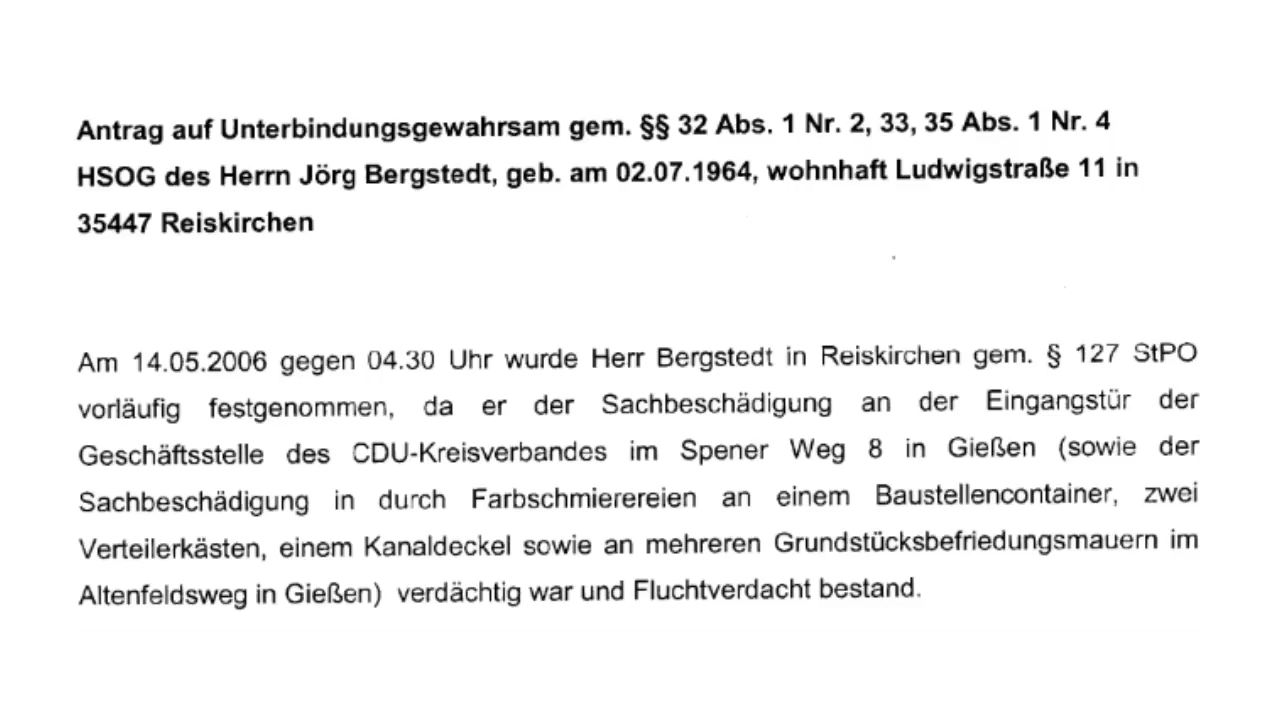 Antrag auf Unterbindungsgewahrsam gem. §§ 32 Abs. 1 Nr. 2, 33, 35 Abs. 1 Nr. 4
HSOG des Herrn Jörg Bergstedt, geb. am 02.07.1964, wohnhaft Ludwigstraße 11 in
35447 Reiskirchen
Am 14.05.2006 gegen 04.30 Uhr wurde Herr Bergstedt in Reiskirchen gem. § 127 StPO
vorläufig festgenommen, da er der Sachbeschädigung an der Eingangstür der
Geschäftsstelle des CDU-Kreisverbandes im Spener Weg 8 in Gießen (sowie der
Sachbeschädigung in durch Farbschmierereien an einem Baustellencontainer, zwei
Verteilerkästen, einem Kanaldeckel sowie an mehreren Grundstücksbefriedungsmauern im
Altenfeldsweg in Gießen) verdächtig war und Fluchtverdacht bestand.